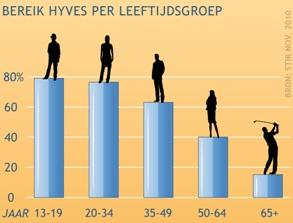 BEREIK HYVES PER LEEFTIJDSGROEP
BRON: STIR NOV. 2010
80%
60
40
20
0
JAAR 13-19 20-34 35-49 50-64 65+